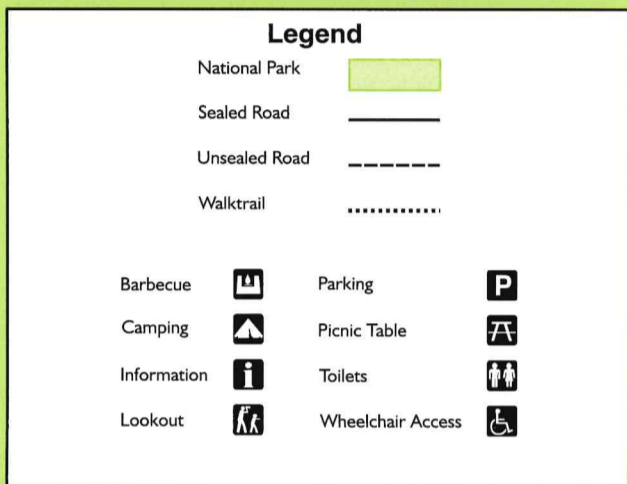 Legend
National Park
Sealed Road
Unsealed Road
Walktrail
Barbecue
Parking P
Camping
Picnic Table
Information i
Toilets
Lookout
Wheelchair Access